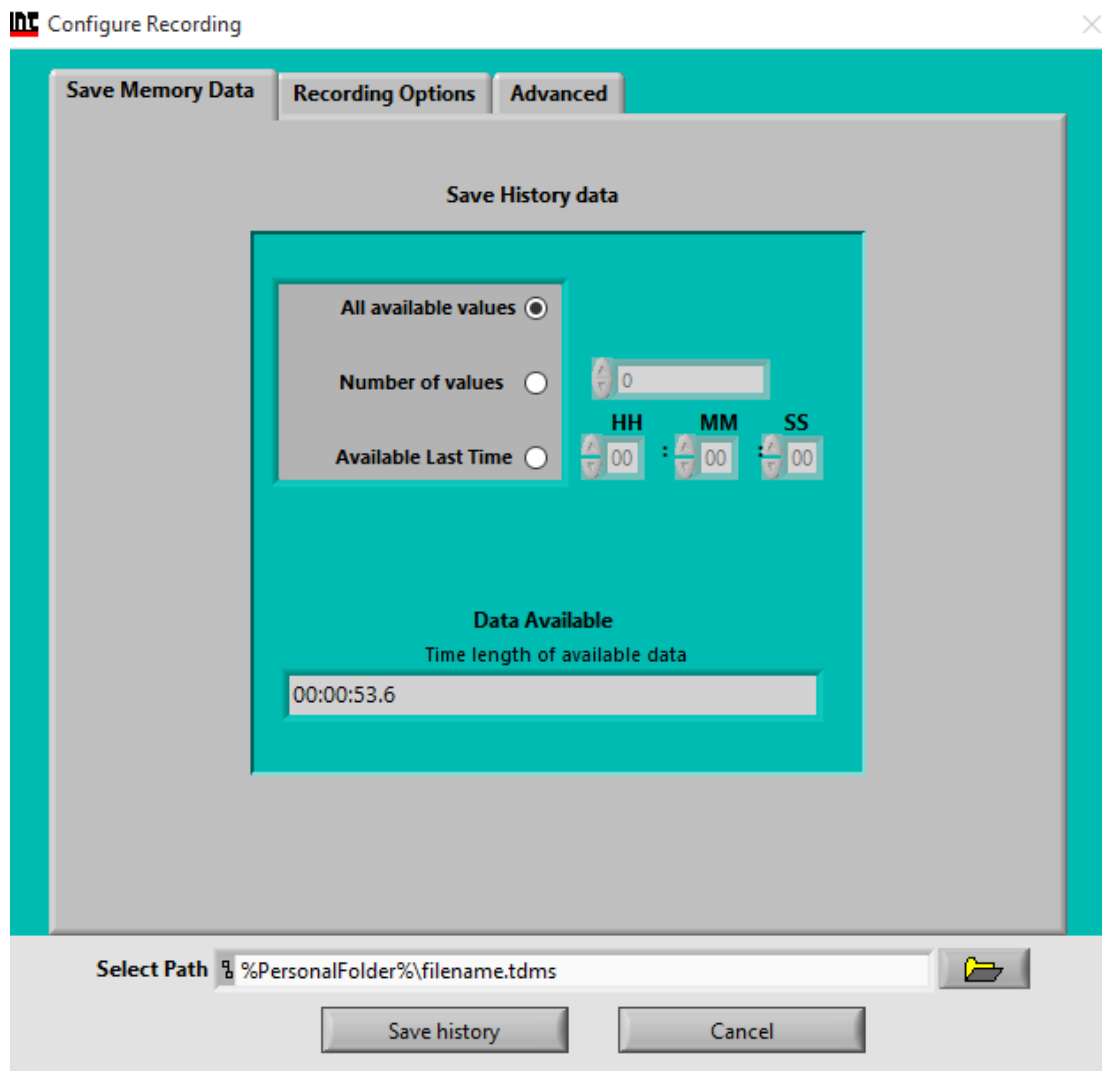 Configure Recording
Save Memory Data Recording Options Advanced
Save History data
All available values
Number of values 0
HH MM SS
Available Last Time 00 : 00 : 00
Data Available
Time length of available data
00:00:53.6
Select Path %PersonalFolder%\filename.tdms
Save history Cancel